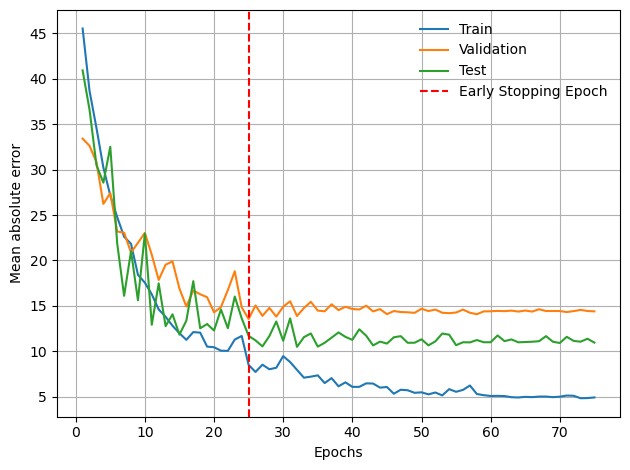 Mean absolute error
45
40
35
30
25
20
15
10
5
Train
Validation
Test
Early Stopping Epoch
0 10 20 30 40 50 60 70
Epochs